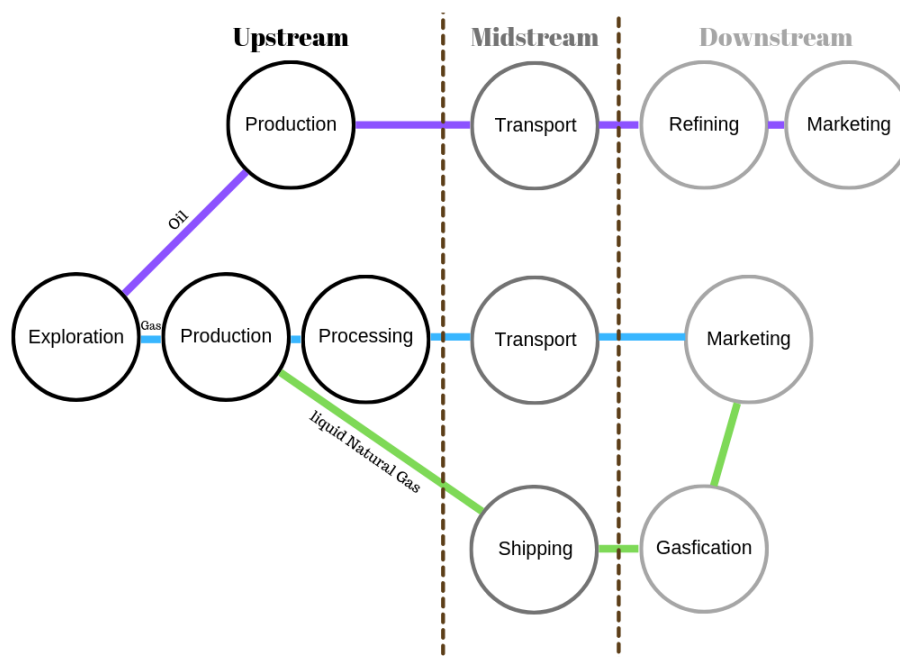 Upstream
Midstream
Downstream
Production
Transport
Refining
Marketing
Oil
Exploration
Gas
Production
Processing
Transport
Marketing
liquid Natural Gas
Shipping
Gasfication